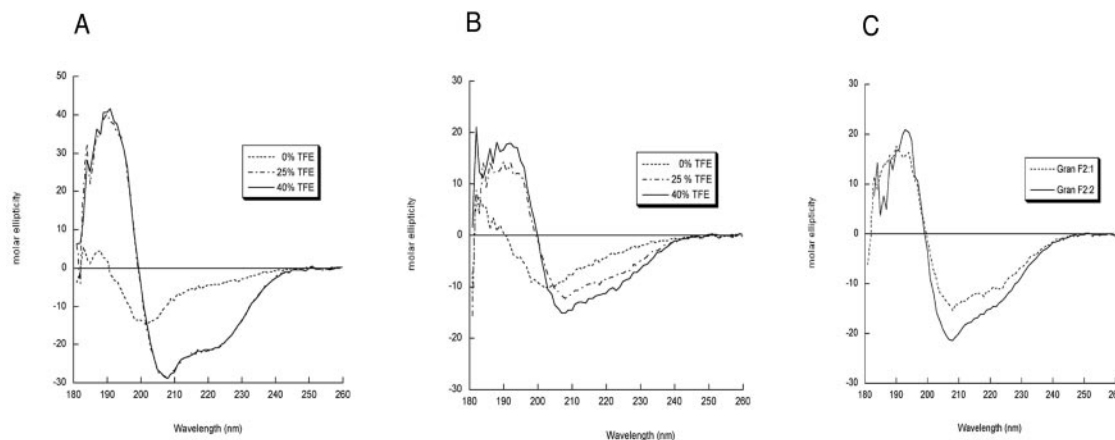 A
50
40
30
20
10
0
-10
-20
-30
molar ellipticity
0% TFE
25% TFE
40% TFE
180 190 200 210 220 230 240 250 260
Wavelength (nm)
B
30
20
10
0
-10
-20
-30
molar ellipticity
0% TFE
25 % TFE
40% TFE
180 190 200 210 220 230 240 250 260
Wavelength (nm)
C
30
20
10
0
-10
-20
-30
molar ellipticity
Gran F2:1
Gran F2:2
180 190 200 210 220 230 240 250 260
Wavelength (nm)